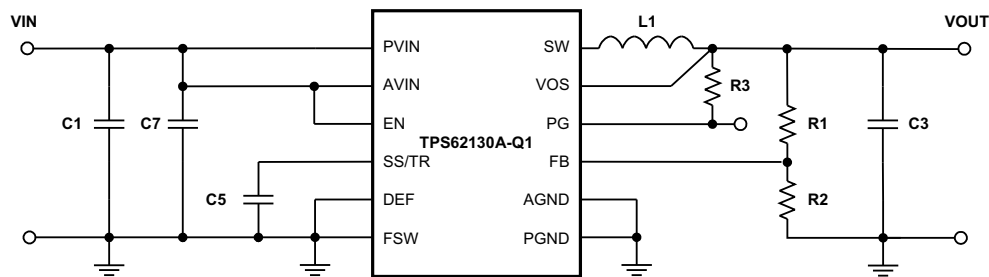 VIN
L1
VOUT
PVIN
SW
AVIN
VOS
R3
C1
C7
EN
TPS62130A-Q1
PG
R1
C3
SS/TR
FB
C5
DEF
AGND
R2
FSW
PGND